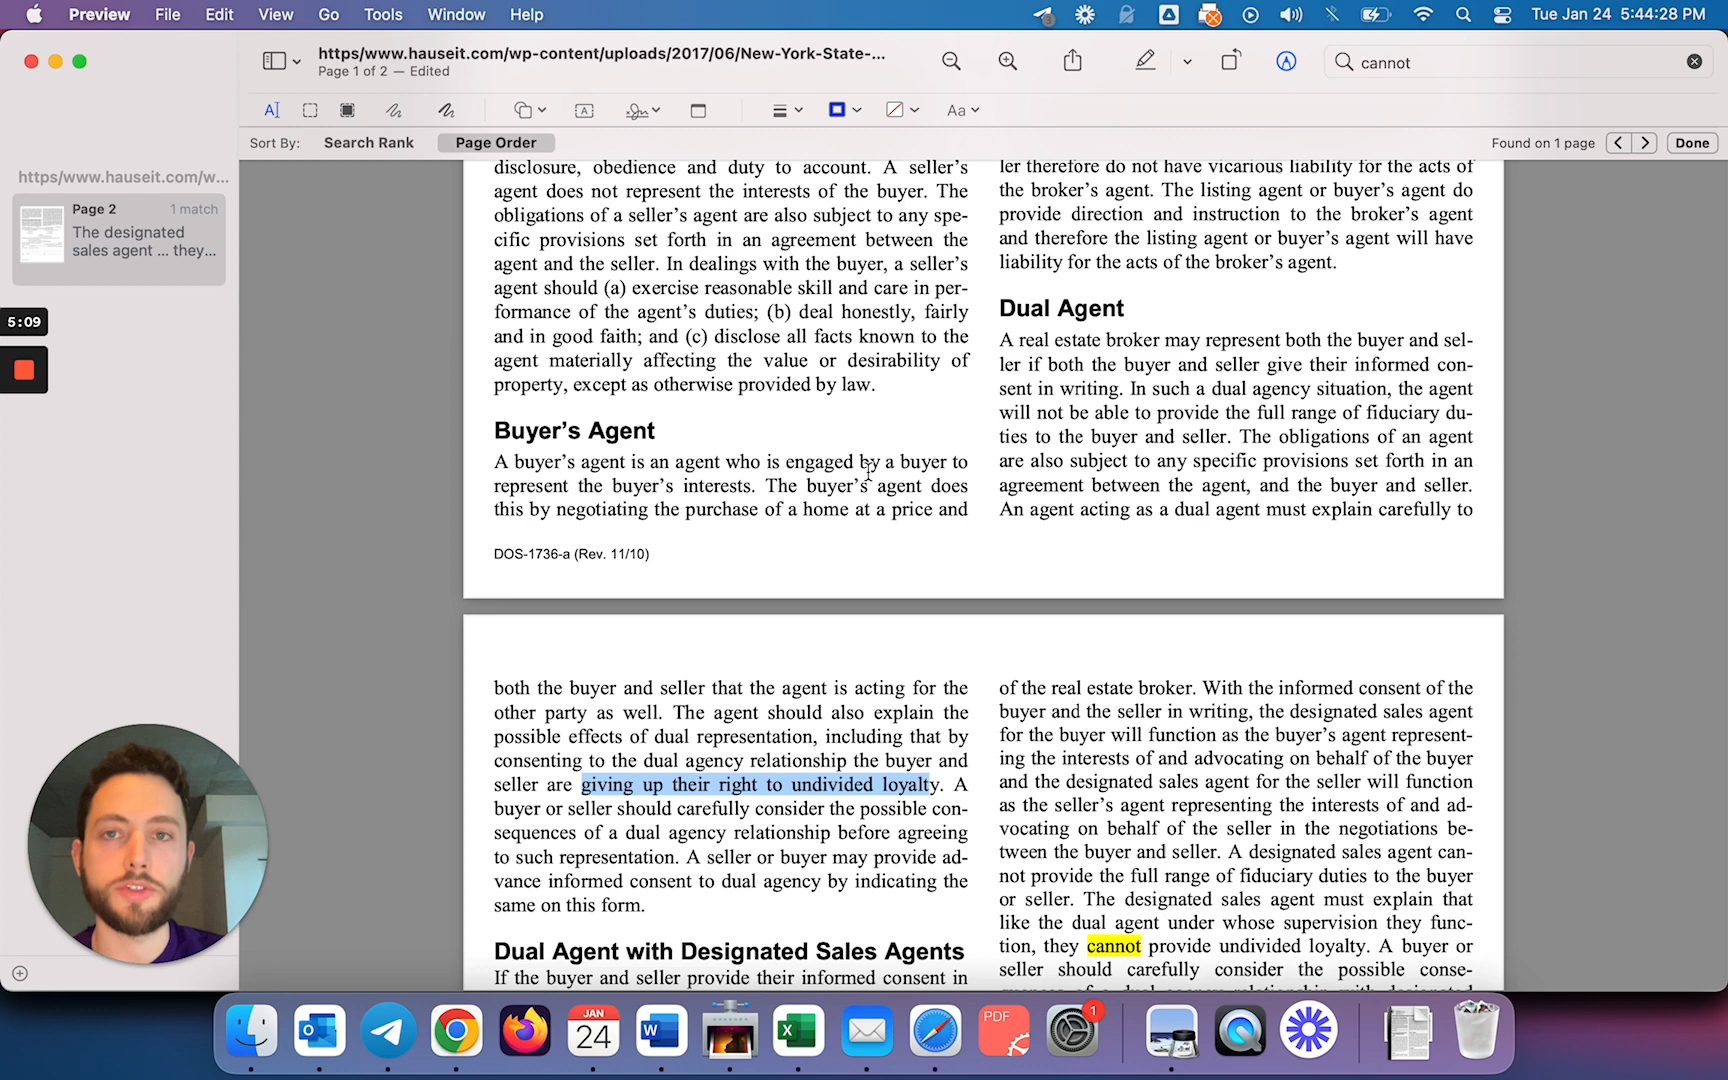 Preview File Edit View Go Tools Window Help
Tue Jan 24 5:44:28 PM
https/www.hauseit.com/wp-content/uploads/2017/06/New-York-State-...
Page 1 of 2 — Edited
cannot
Aa
Sort By: Search Rank Page Order
Found on 1 page
Done
https/www.hauseit.com/w...
Page 2 1 match
The designated
sales agent ... they...
5:09
disclosure, obedience and duty to account. A seller's
agent does not represent the interests of the buyer. The
obligations of a seller's agent are also subject to any spe-
cific provisions set forth in an agreement between the
agent and the seller. In dealings with the buyer, a seller's
agent should (a) exercise reasonable skill and care in per-
formance of the agent's duties; (b) deal honestly, fairly
and in good faith; and (c) disclose all facts known to the
agent materially affecting the value or desirability of
property, except as otherwise provided by law.
Buyer's Agent
A buyer's agent is an agent who is engaged by a buyer to
represent the buyer's interests. The buyer's agent does
this by negotiating the purchase of a home at a price and
DOS-1736-a (Rev. 11/10)
ler therefore do not have vicarious liability for the acts of
the broker's agent. The listing agent or buyer's agent do
provide direction and instruction to the broker's agent
and therefore the listing agent or buyer's agent will have
liability for the acts of the broker's agent.
Dual Agent
A real estate broker may represent both the buyer and sel-
ler if both the buyer and seller give their informed con-
sent in writing. In such a dual agency situation, the agent
will not be able to provide the full range of fiduciary du-
ties to the buyer and seller. The obligations of an agent
are also subject to any specific provisions set forth in an
agreement between the agent, and the buyer and seller.
An agent acting as a dual agent must explain carefully to
both the buyer and seller that the agent is acting for the
other party as well. The agent should also explain the
possible effects of dual representation, including that by
consenting to the dual agency relationship the buyer and
seller are giving up their right to undivided loyalty. A
buyer or seller should carefully consider the possible con-
sequences of a dual agency relationship before agreeing
to such representation. A seller or buyer may provide ad-
vance informed consent to dual agency by indicating the
same on this form.
Dual Agent with Designated Sales Agents
If the buyer and seller provide their informed consent in
of the real estate broker. With the informed consent of the
buyer and the seller in writing, the designated sales agent
for the buyer will function as the buyer's agent represent-
ing the interests of and advocating on behalf of the buyer
and the designated sales agent for the seller will function
as the seller's agent representing the interests of and ad-
vocating on behalf of the seller in the negotiations be-
tween the buyer and seller. A designated sales agent can-
not provide the full range of fiduciary duties to the buyer
or seller. The designated sales agent must explain that
like the dual agent under whose supervision they func-
tion, they cannot provide undivided loyalty. A buyer or
seller should carefully consider the possible conse-
JAN
24
PDF
1